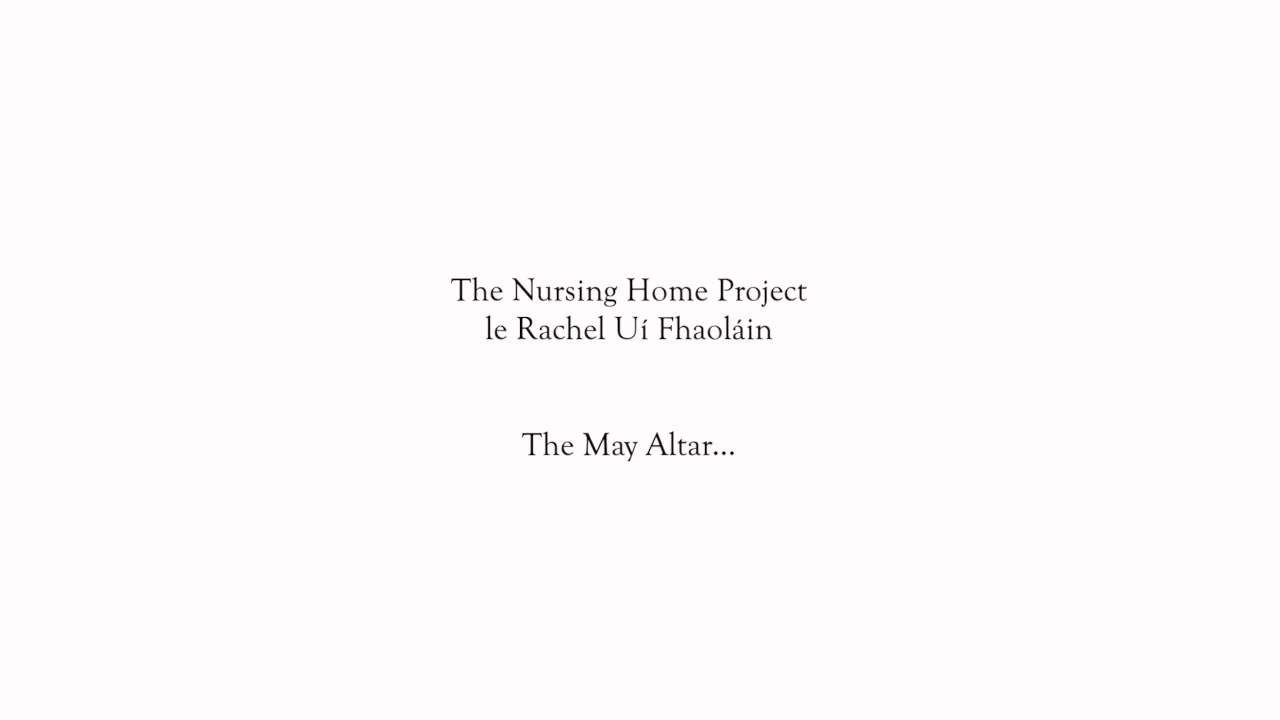 The Nursing Home Project
le Rachel Uí Fhaoláin
The May Altar...